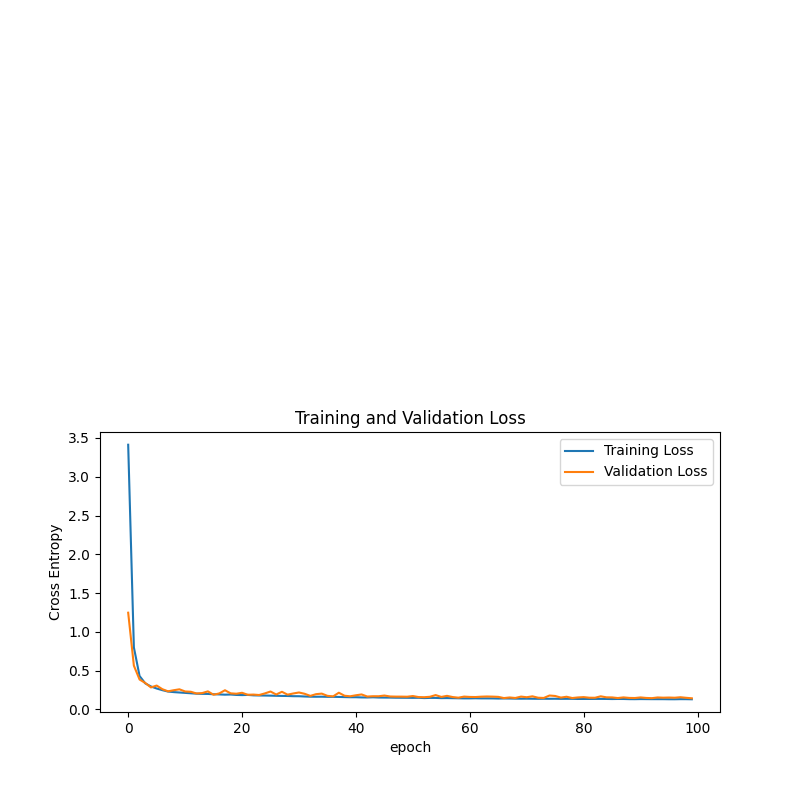 Training and Validation Loss
3.5
3.0
2.5
2.0
1.5
1.0
0.5
0.0
Cross Entropy
Training Loss
Validation Loss
0 20 40 60 80 100
epoch